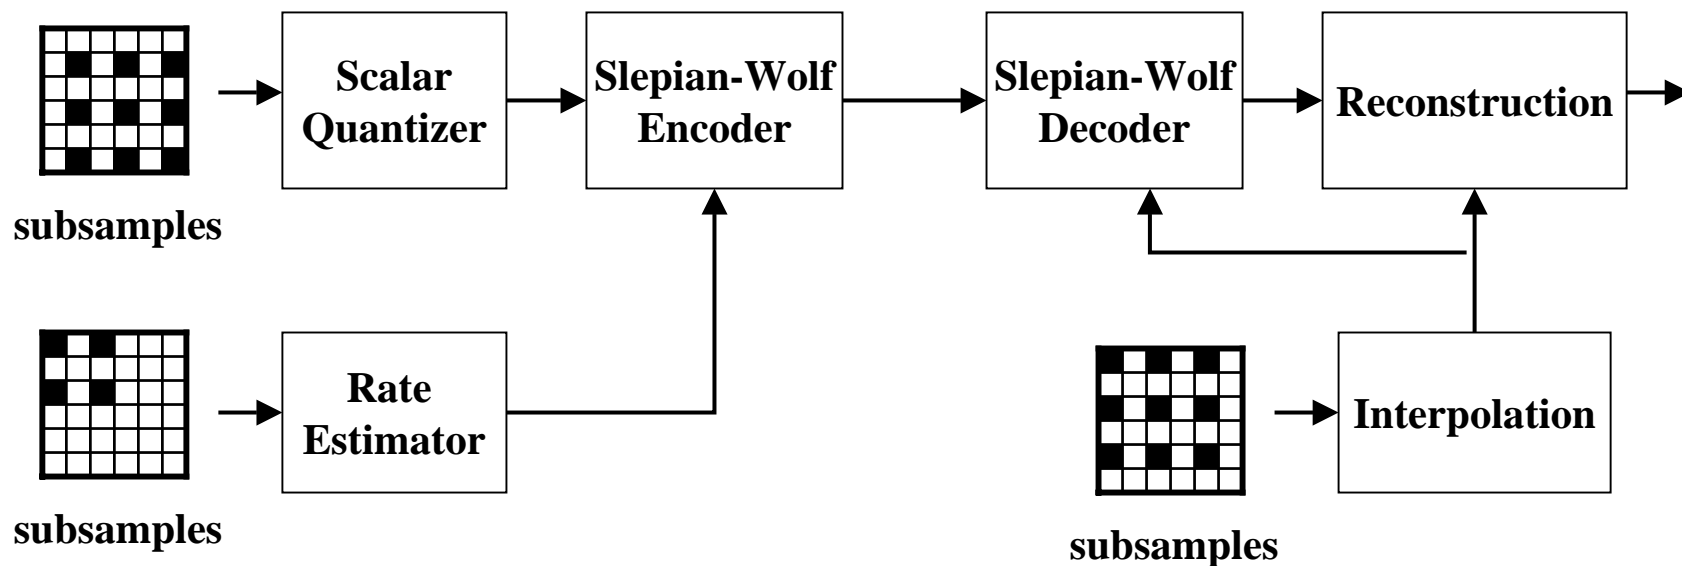 Scalar
Quantizer
Slepian-Wolf
Encoder
Slepian-Wolf
Decoder
Reconstruction
subsamples
Rate
Estimator
Interpolation
subsamples
subsamples